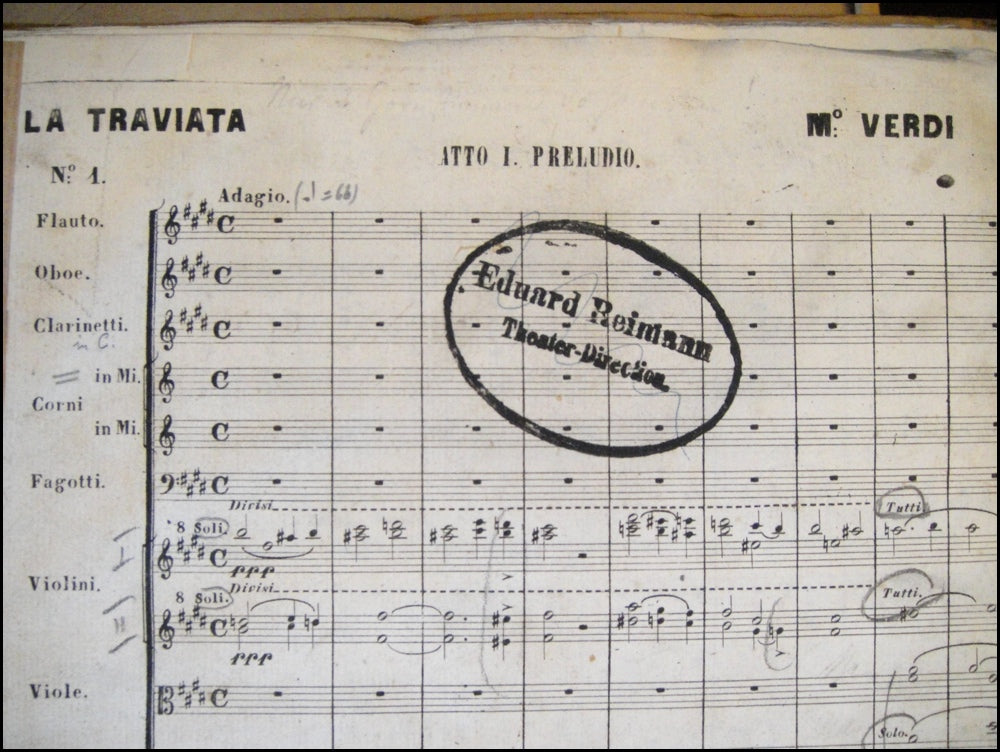 LA TRAVIATA
Mo. VERDI
ATTO I. PRELUDIO.
No. 1.
Adagio. (♩=66)
Flauto.
Oboe.
Clarinetti.
in C.
in Mi.
Corni
in Mi.
Fagotti.
Eduard Reimann
Theater-Direction.
Divisi
Tutti.
8 Soli.
I
ppp
Violini.
Divisi
Tutti.
8 Soli.
II
ppp
Viole.
Solo.